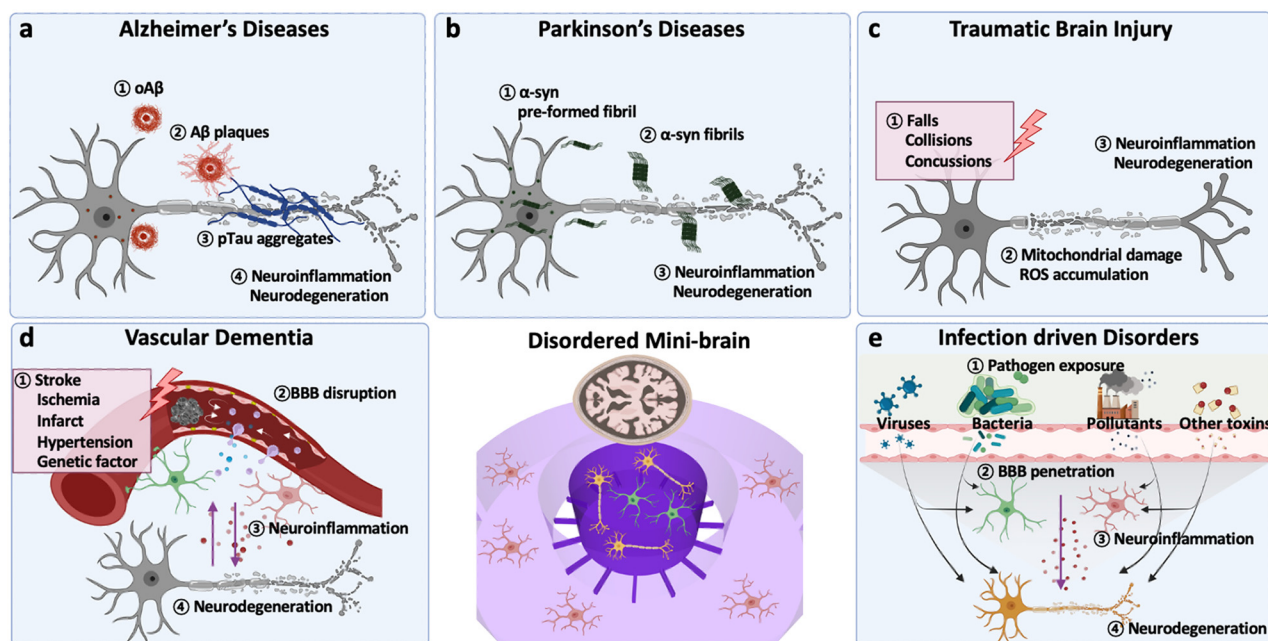 a Alzheimer's Diseases
① oAβ
② Aβ plaques
③ pTau aggregates
④ Neuroinflammation
Neurodegeneration
b Parkinson's Diseases
① α-syn
pre-formed fibril
② α-syn fibrils
③ Neuroinflammation
Neurodegeneration
c Traumatic Brain Injury
① Falls
Collisions
Concussions
③ Neuroinflammation
Neurodegeneration
② Mitochondrial damage
ROS accumulation
d Vascular Dementia
① Stroke
Ischemia
Infarct
Hypertension
Genetic factor
②BBB disruption
③ Neuroinflammation
④ Neurodegeneration
Disordered Mini-brain
e Infection driven Disorders
① Pathogen exposure
Viruses Bacteria Pollutants Other toxins
② BBB penetration
③ Neuroinflammation
④ Neurodegeneration